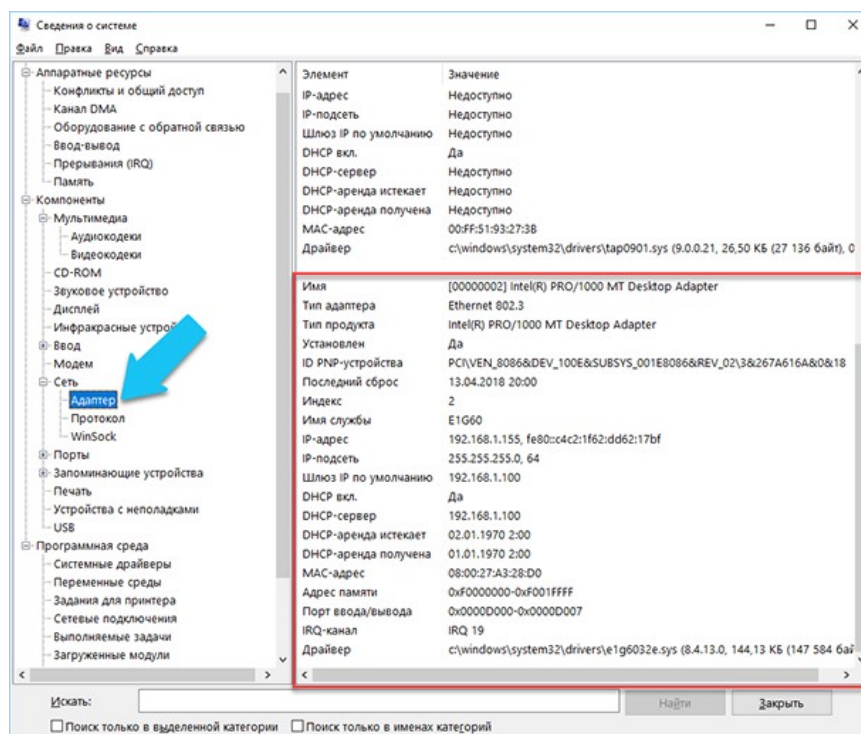 Сведения о системе
Файл Правка Вид Справка
Аппаратные ресурсы
Конфликты и общий доступ
Канал DMA
Оборудование с обратной связью
Ввод-вывод
Прерывания (IRQ)
Память
Компоненты
Мультимедиа
Аудиокодеки
Видеокодеки
CD-ROM
Звуковое устройство
Дисплей
Инфракрасные
Ввод
Модем
Сеть
Адаптер
Протокол
WinSock
Порты
Запоминающие устройства
Печать
Устройства с неполадками
USB
Программная среда
Системные драйверы
Переменные среды
Задания для принтера
Сетевые подключения
Выполняемые задачи
Загруженные модули
Элемент Значение
IP-адрес Недоступно
IP-подсеть Недоступно
Шлюз IP по умолчанию Недоступно
DHCP вкл. Да
DHCP-сервер Недоступно
DHCP-аренда истекает Недоступно
DHCP-аренда получена Недоступно
MAC-адрес 00:FF:51:93:27:3B
Драйвер c:\windows\system32\drivers\tap0901.sys (9.0.0.21, 26,50 КБ (27 136 байт), 0
Имя [00000002] Intel(R) PRO/1000 MT Desktop Adapter
Тип адаптера Ethernet 802.3
Тип продукта Intel(R) PRO/1000 MT Desktop Adapter
Установлен Да
ID PNP-устройства PCI\VEN_8086&DEV_100E&SUBSYS_001E8086&REV_02\3&267A616A&0&18
Последний сброс 13.04.2018 20:00
Индекс 2
Имя службы E1G60
IP-адрес 192.168.1.155, fe80::c4c2:1f62:dd62:17bf
IP-подсеть 255.255.255.0, 64
Шлюз IP по умолчанию 192.168.1.100
DHCP вкл. Да
DHCP-сервер 192.168.1.100
DHCP-аренда истекает 02.01.1970 2:00
DHCP-аренда получена 01.01.1970 2:00
MAC-адрес 08:00:27:A3:28:D0
Адрес памяти 0xF0000000-0xF001FFFF
Порт ввода/вывода 0x0000D000-0x0000D007
IRQ-канал IRQ 19
Драйвер c:\windows\system32\drivers\e1g6032e.sys (8.4.13.0, 144,13 КБ (147 584 бай
Искать: Найти Закрыть
Поиск только в выделенной категории Поиск только в именах категорий